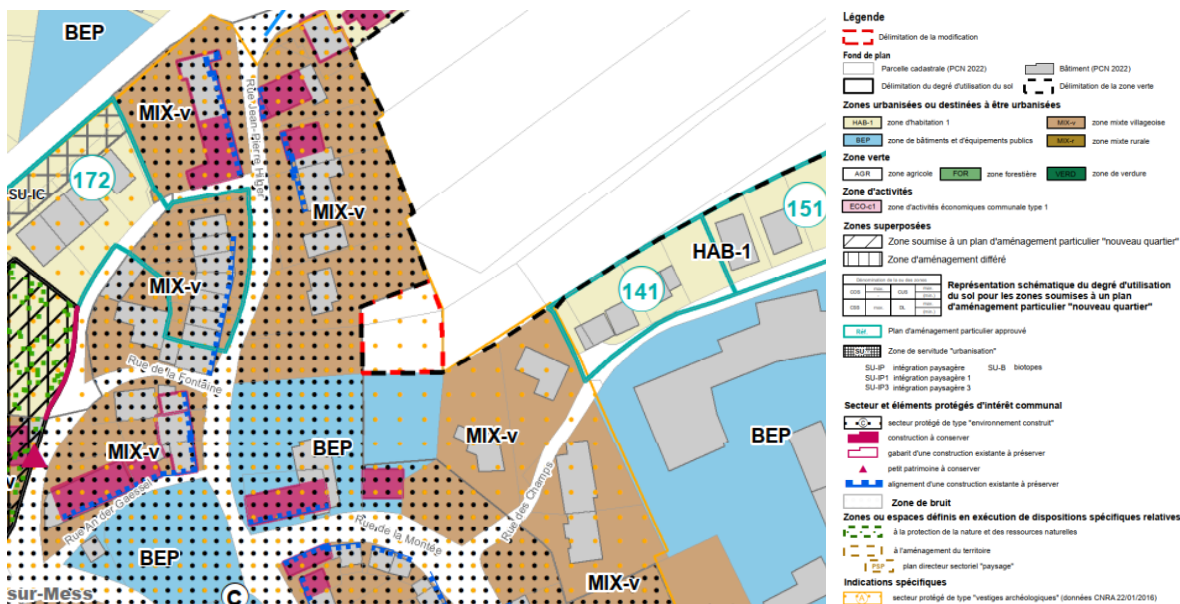 BEP
MIX-v
Rue Jean-Pierre Hilger
172
SU-IC
MIX-v
MIX-v
151
HAB-1
141
Rue de la Fontaine
MIX-v
BEP
MIX-v
BEP
Rue An der Gaessel
Rue de la Montée
Rue des Champs
BEP
MIX-v
sur-Mess
C
v
Légende
Délimitation de la modification
Fond de plan
Parcelle cadastrale (PCN 2022)
Bâtiment (PCN 2022)
Délimitation du degré d'utilisation du sol
Délimitation de la zone verte
Zones urbanisées ou destinées à être urbanisées
HAB-1 zone d'habitation 1
MIX-v zone mixte villageoise
BEP zone de bâtiments et d'équipements publics
MIX-r zone mixte rurale
Zone verte
AGR zone agricole
FOR zone forestière
VERD zone de verdure
Zone d'activités
ECO-c1 zone d'activités économiques communale type 1
Zones superposées
Zone soumise à un plan d'aménagement particulier "nouveau quartier"
Zone d'aménagement différé
COS CUS
CSS DL
Représentation schématique du degré d'utilisation
du sol pour les zones soumises à un plan
d'aménagement particulier "nouveau quartier"
Réf Plan d'aménagement particulier approuvé
Zone de servitude "urbanisation"
SU-IP intégration paysagère
SU-B biotopes
SU-IP1 intégration paysagère 1
SU-IP3 intégration paysagère 3
Secteur et éléments protégés d'intérêt communal
C secteur protégé de type "environnement construit"
construction à conserver
gabarit d'une construction existante à préserver
petit patrimoine à conserver
alignement d'une construction existante à préserver
Zone de bruit
Zones ou espaces définis en exécution de dispositions spécifiques relatives
à la protection de la nature et des ressources naturelles
à l'aménagement du territoire
PSP plan directeur sectoriel "paysage"
Indications spécifiques
A secteur protégé de type "vestiges archéologiques" (données CNRA 22/01/2016)